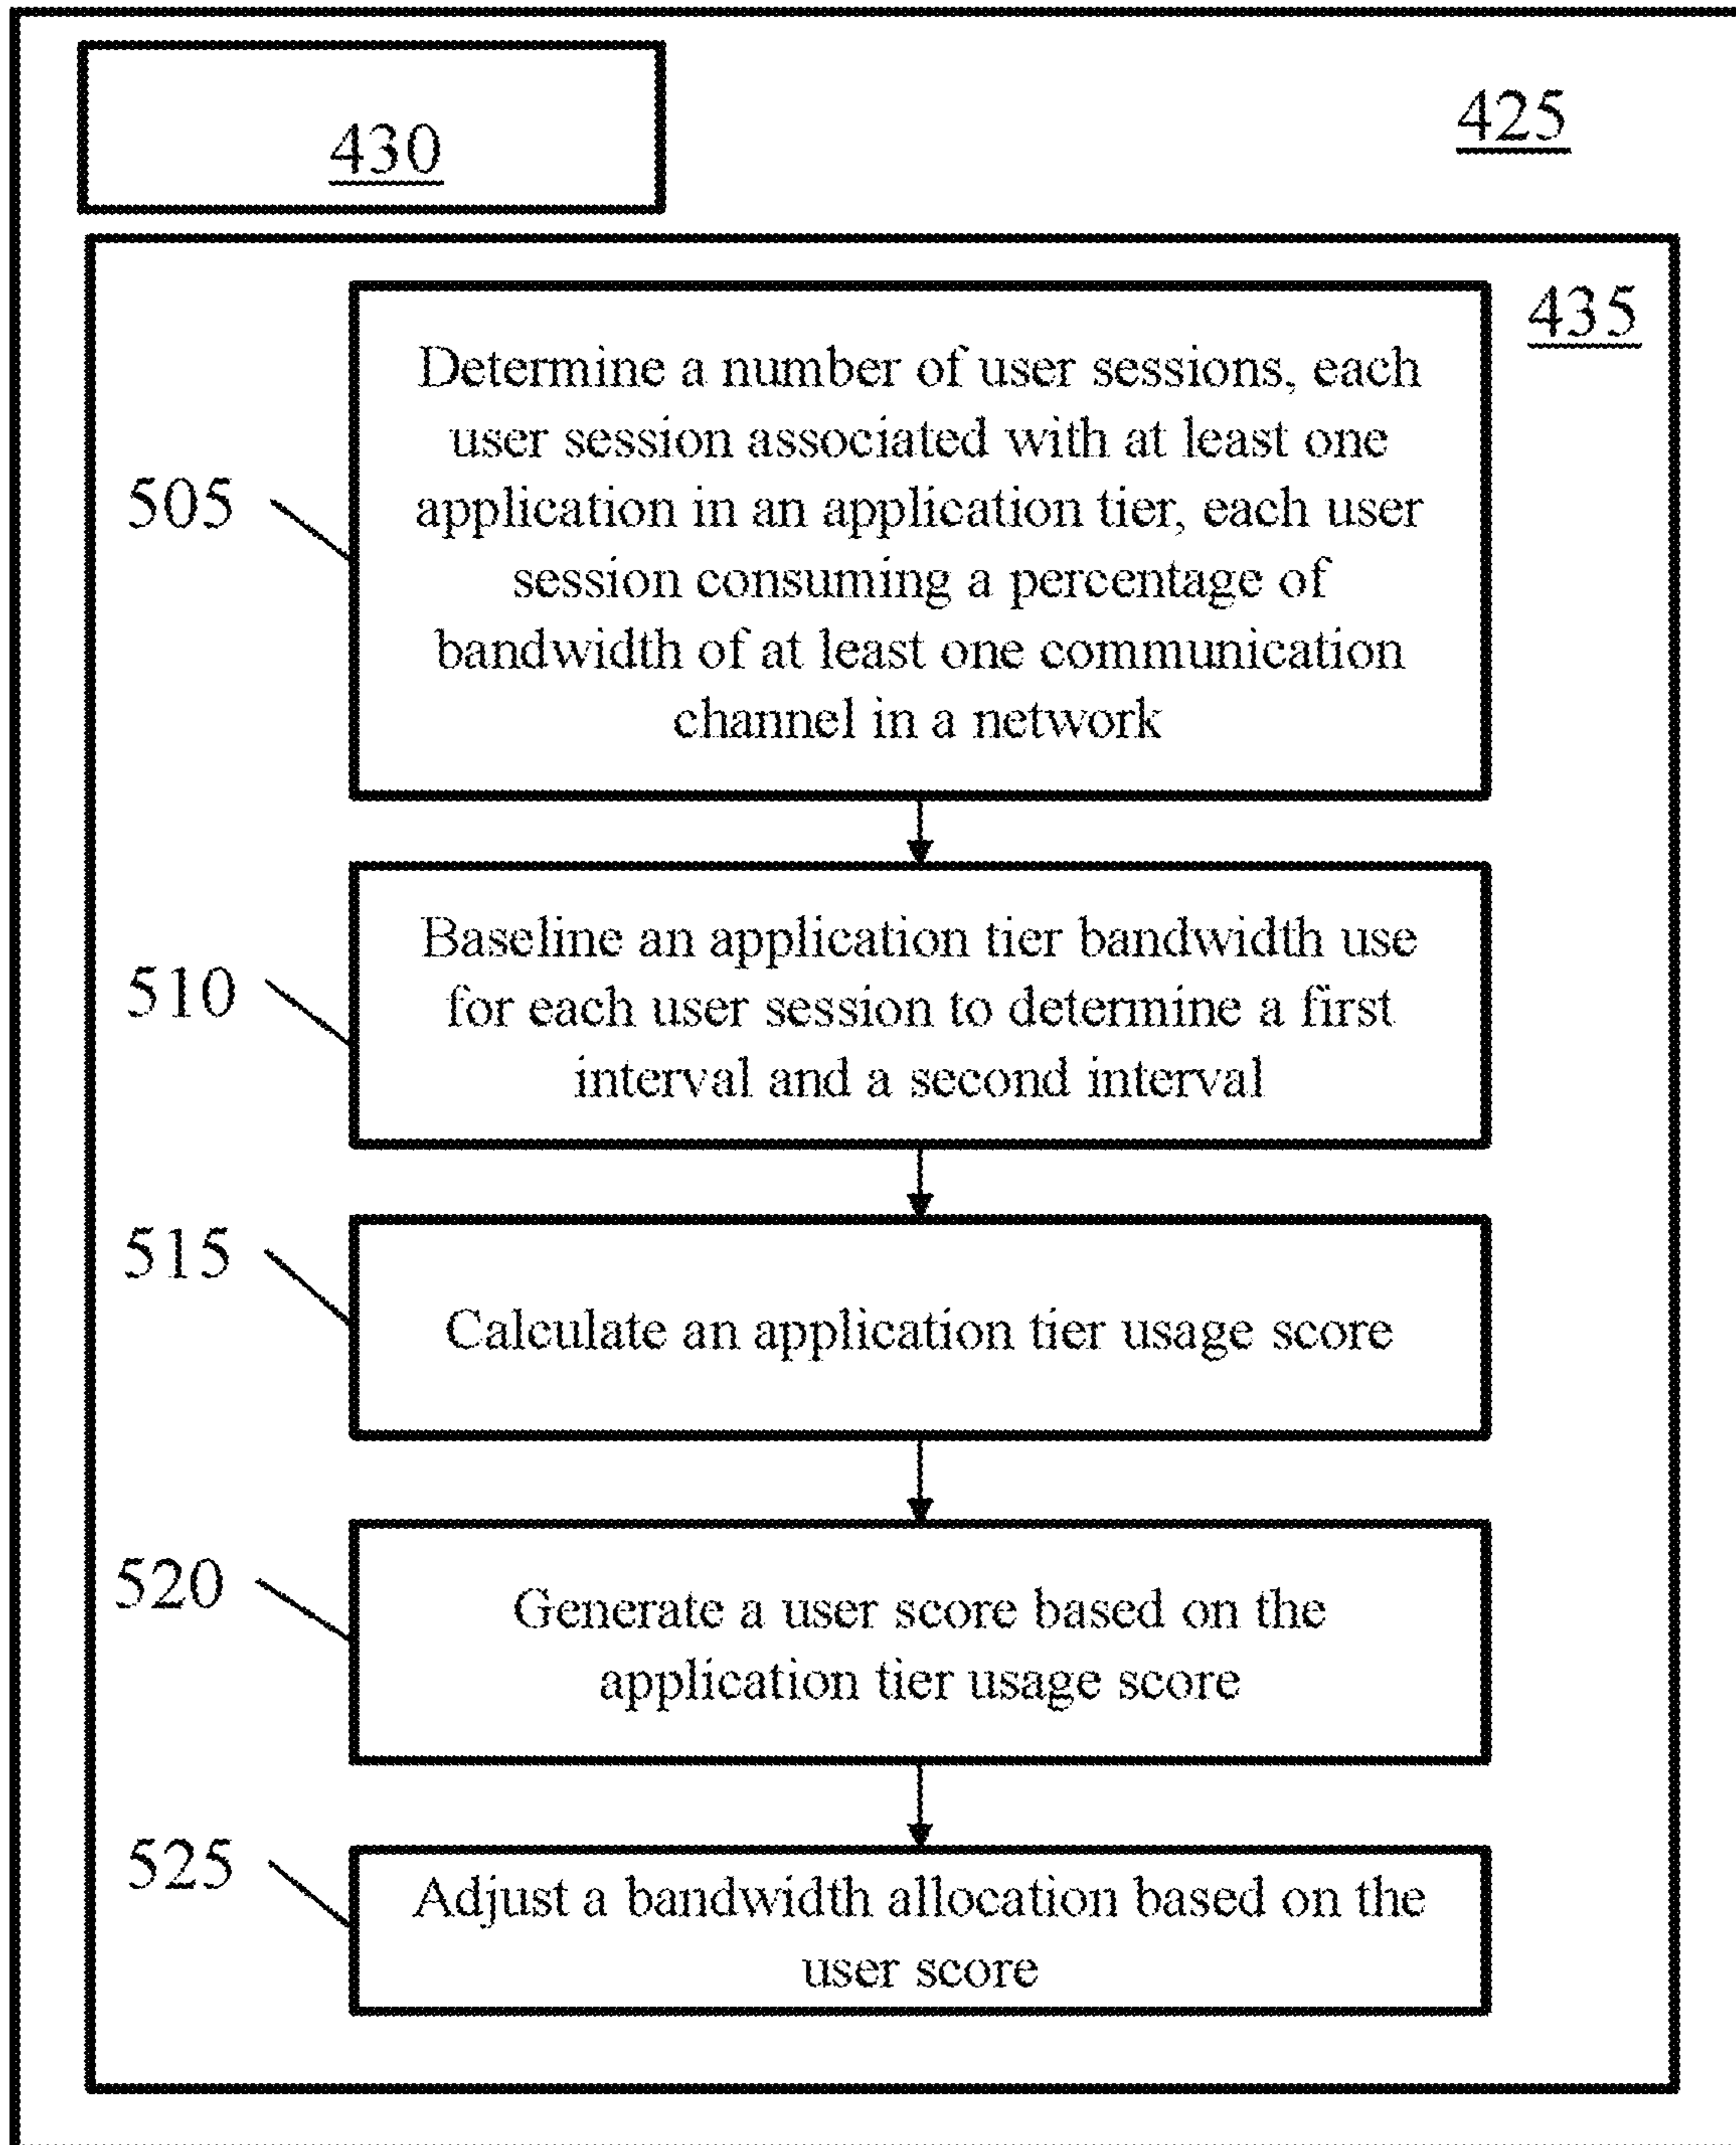 430
425
435
505
Determine a number of user sessions, each
user session associated with at least one
application in an application tier, each user
session consuming a percentage of
bandwidth of at least one communication
channel in a network
510
Baseline an application tier bandwidth use
for each user session to determine a first
interval and a second interval
515
Calculate an application tier usage score
520
Generate a user score based on the
application tier usage score
525
Adjust a bandwidth allocation based on the
user score